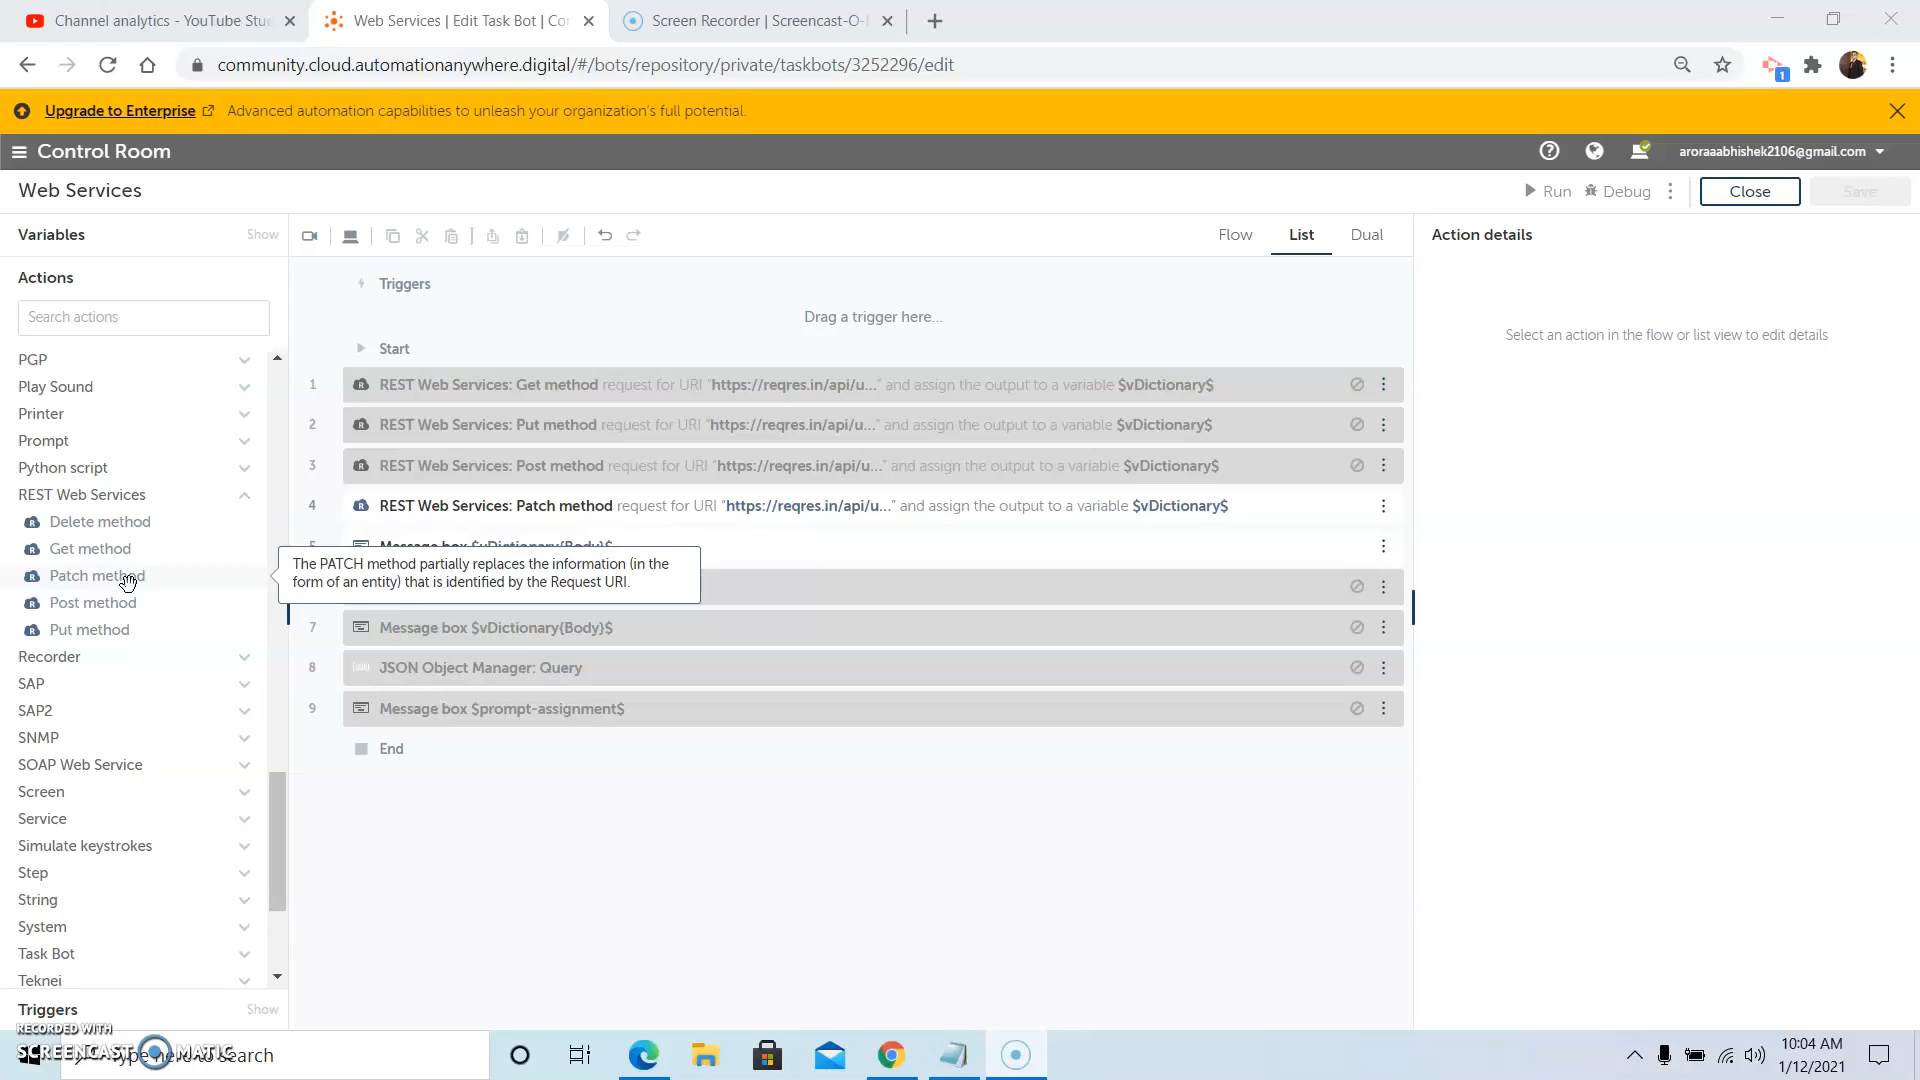 Channel analytics - YouTube Stu
Web Services | Edit Task Bot | Co
Screen Recorder | Screencast-O-
community.cloud.automationanywhere.digital/#/bots/repository/private/taskbots/3252296/edit
1
Upgrade to Enterprise Advanced automation capabilities to unleash your organization's full potential.
Control Room
aroraaabhishek2106@gmail.com
Web Services
Run
Debug
Close
Save
Variables
Show
Flow
List
Dual
Action details
Actions
Search actions
Select an action in the flow or list view to edit details
PGP
Play Sound
Printer
Prompt
Python script
REST Web Services
Delete method
Get method
Patch method
Post method
Put method
Recorder
SAP
SAP2
SNMP
SOAP Web Service
Screen
Service
Simulate keystrokes
Step
String
System
Task Bot
Teknei
Triggers
Show
Triggers
Drag a trigger here...
Start
1 REST Web Services: Get method request for URI "https://reqres.in/api/u..." and assign the output to a variable $vDictionary$
2 REST Web Services: Put method request for URI "https://reqres.in/api/u..." and assign the output to a variable $vDictionary$
3 REST Web Services: Post method request for URI "https://reqres.in/api/u..." and assign the output to a variable $vDictionary$
4 REST Web Services: Patch method request for URI "https://reqres.in/api/u..." and assign the output to a variable $vDictionary$
5 Message box $vDictionary{Body}$
The PATCH method partially replaces the information (in the
form of an entity) that is identified by the Request URI.
7 Message box $vDictionary{Body}$
8 JSON Object Manager: Query
9 Message box $prompt-assignment$
End
RECORDED WITH
SCREENCAST MATIC
Type here to search
10:04 AM
1/12/2021